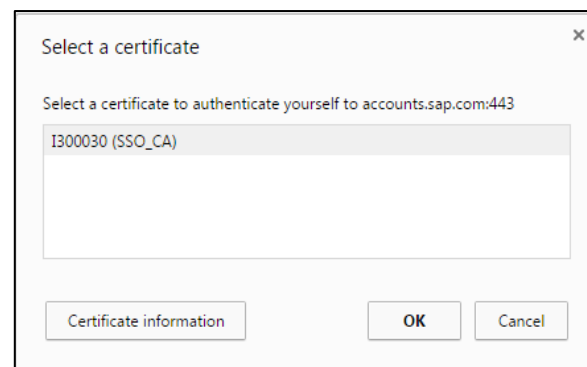 Select a certificate
×
Select a certificate to authenticate yourself to accounts.sap.com:443
I300030 (SSO_CA)
Certificate information
OK
Cancel